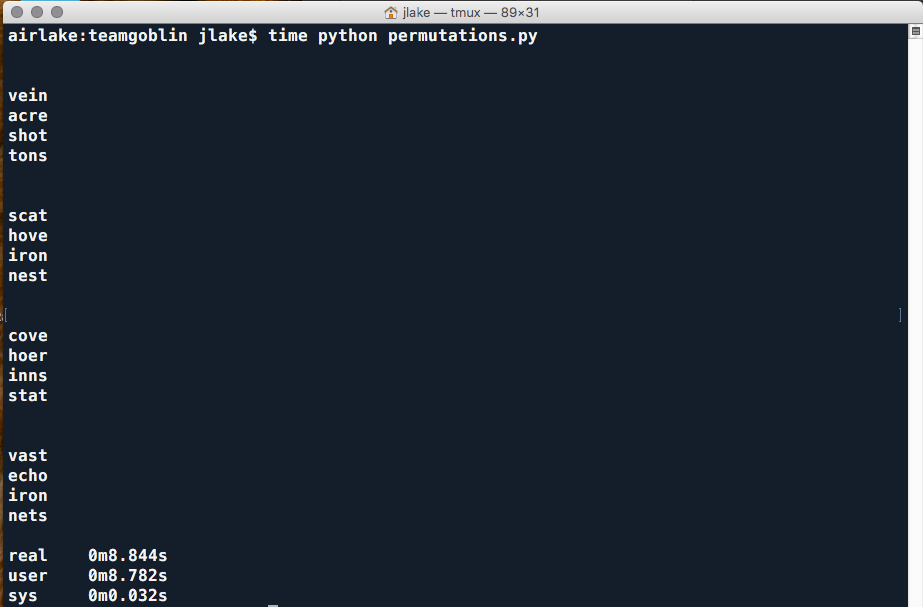 jlake — tmux — 89×31
airlake:teamgoblin jlake$ time python permutations.py
vein
acre
shot
tons
scat
hove
iron
nest
[ ]
cove
hoer
inns
stat
vast
echo
iron
nets
real 0m8.844s
user 0m8.782s
sys 0m0.032s